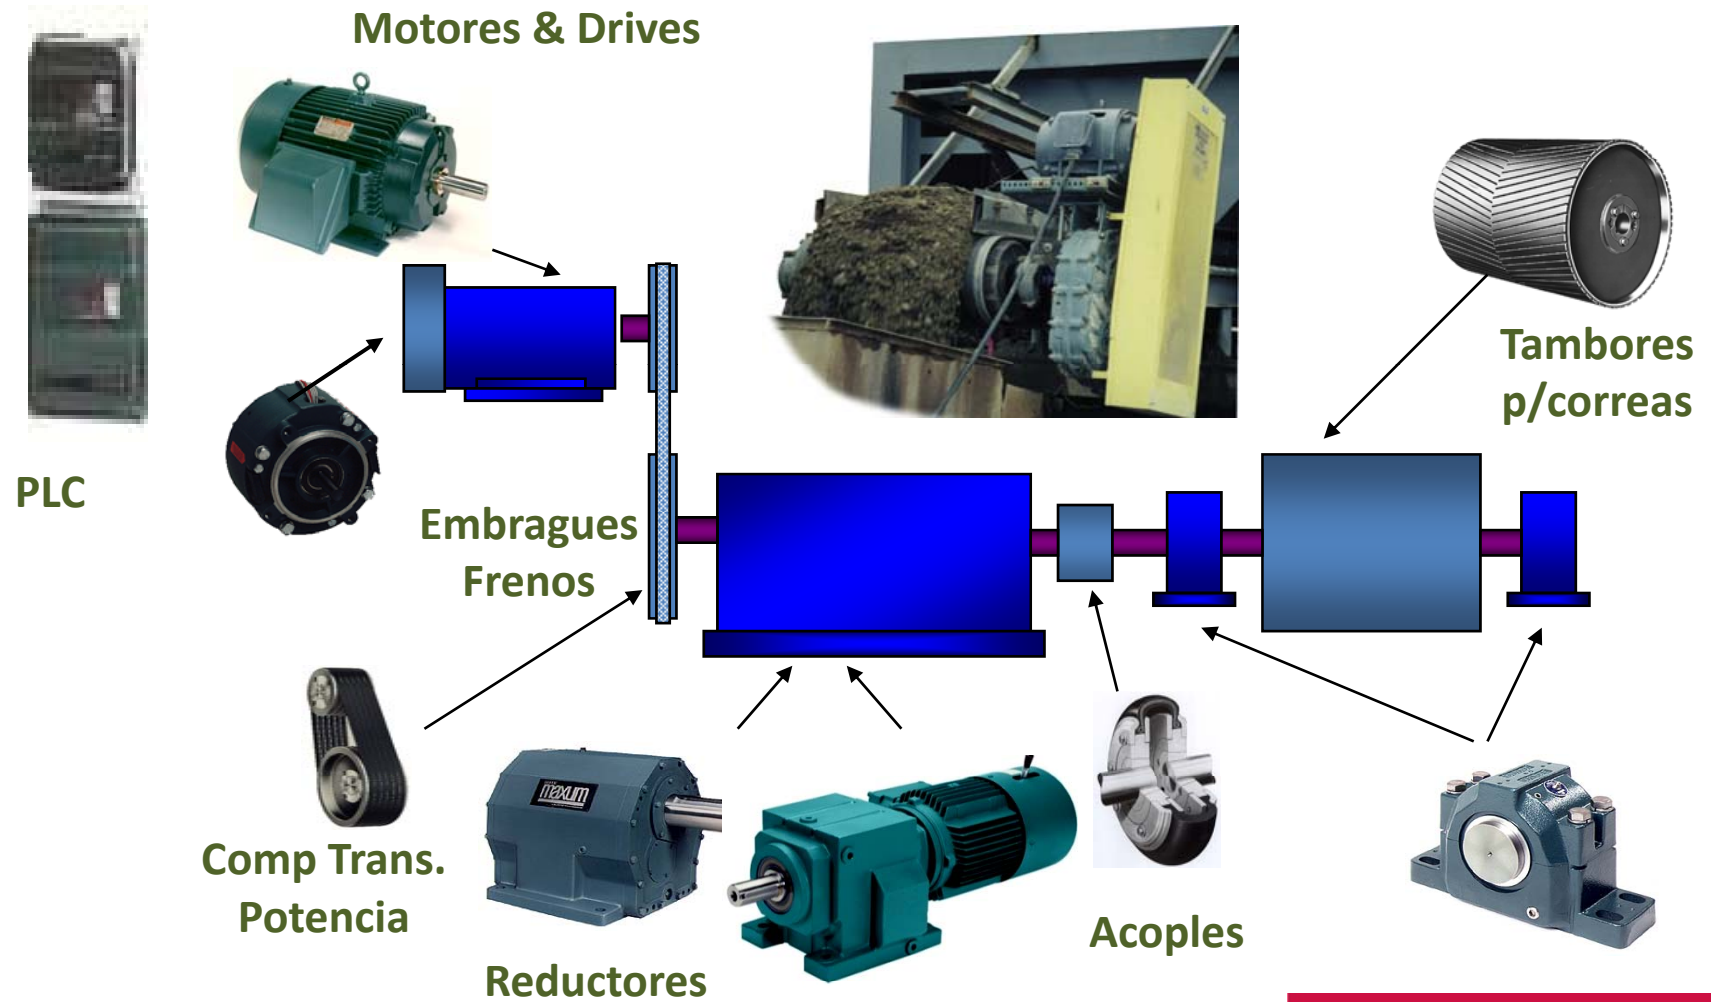 Motores & Drives
Tambores
p/correas
PLC
Embragues
Frenos
maxum
Comp Trans.
Potencia
Acoples
Reductores